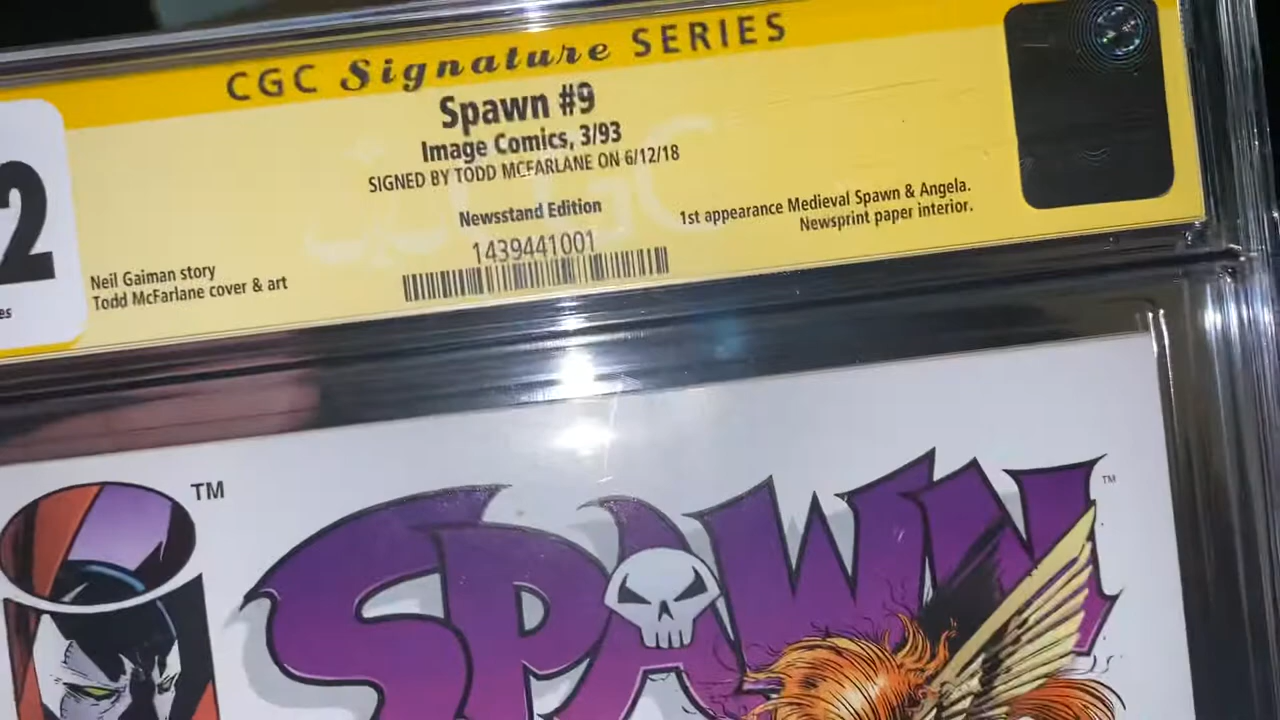 CGC Signature SERIES
Spawn #9
Image Comics, 3/93
SIGNED BY TODD MCFARLANE ON 6/12/18
Newsstand Edition
1439441001
1st appearance Medieval Spawn & Angela.
Newsprint paper interior.
2
es
Neil Gaiman story
Todd McFarlane cover & art
CGC
TM
SPAWN
TM